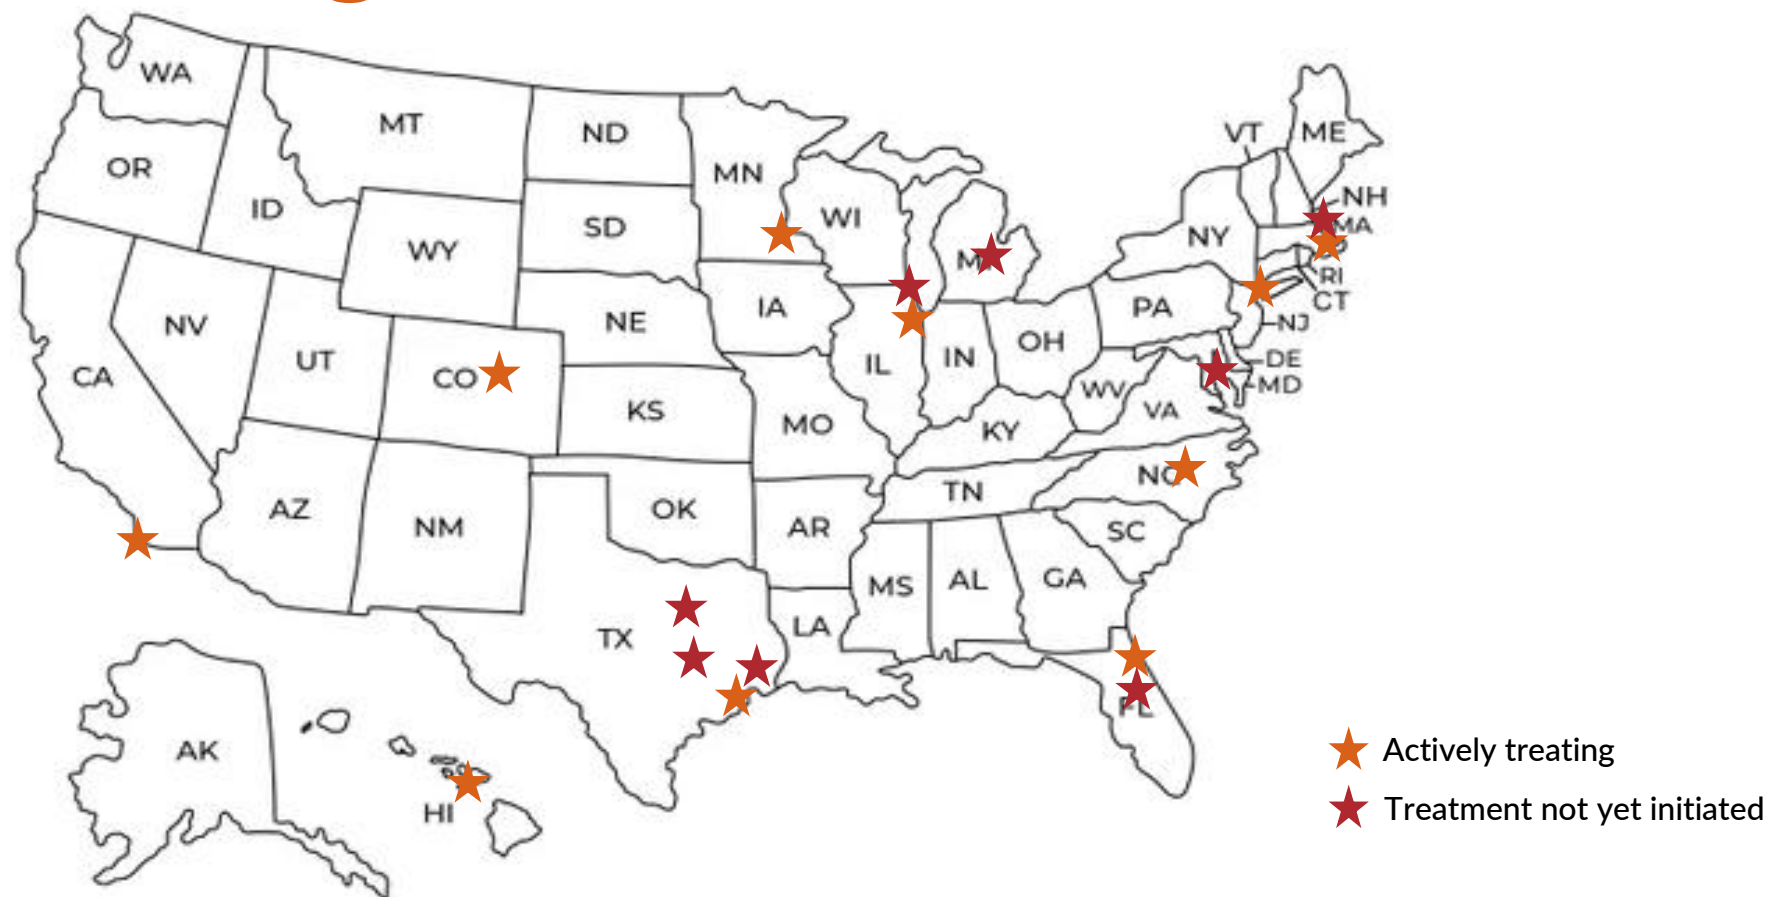 WA
MT
ND
MN
VT
ME
OR
ID
SD
WI
NH
MA
WY
NY
RI
CT
NV
NE
IA
PA
NJ
UT
CO
IL
IN
OH
DE
MD
CA
KS
MO
WV
VA
KY
NC
AZ
NM
OK
AR
TN
SC
TX
LA
MS
AL
GA
FL
AK
HI
Actively treating
Treatment not yet initiated